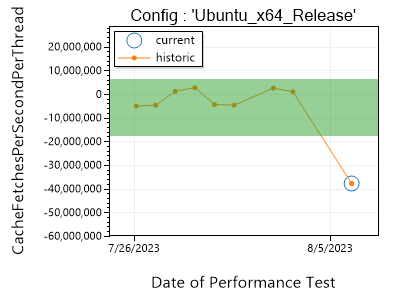 Config : 'Ubuntu_x64_Release'
CacheFetchesPerSecondPerThread
current
historic
20,000,000
10,000,000
0
-10,000,000
-20,000,000
-30,000,000
-40,000,000
-50,000,000
-60,000,000
7/26/2023
8/5/2023
Date of Performance Test